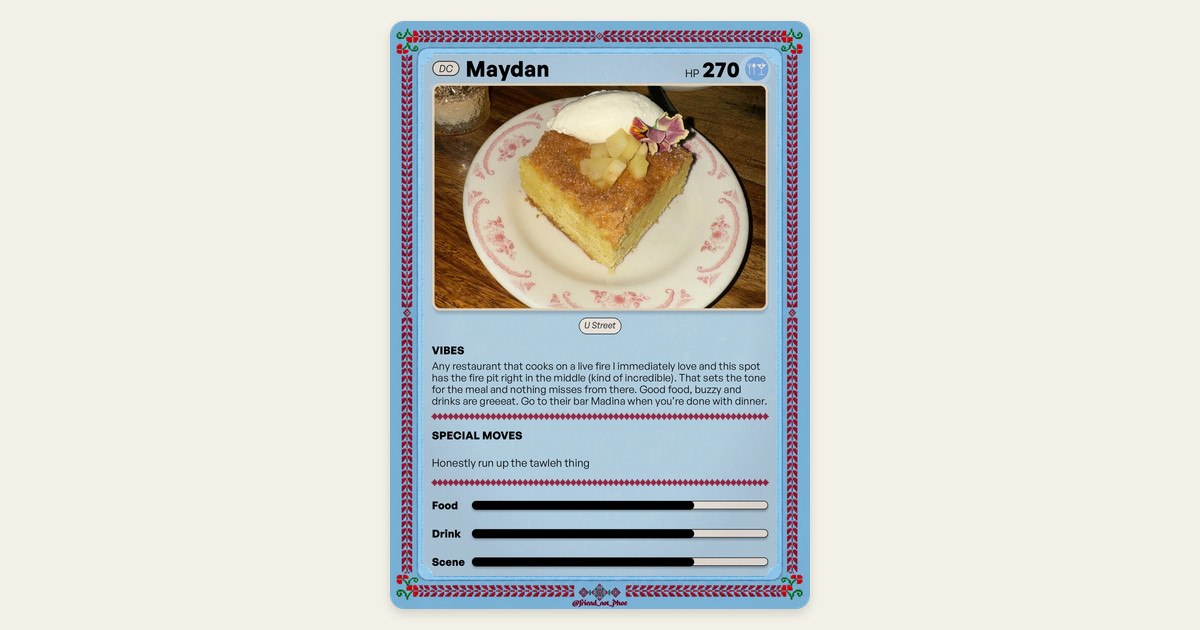 DC Maydan HP 270
U Street
VIBES
Any restaurant that cooks on a live fire I immediately love and this spot
has the fire pit right in the middle (kind of incredible). That sets the tone
for the meal and nothing misses from there. Good food, buzzy and
drinks are greeeat. Go to their bar Madina when you're done with dinner.
SPECIAL MOVES
Honestly run up the tawleh thing
Food
Drink
Scene
@friend_not_phoe